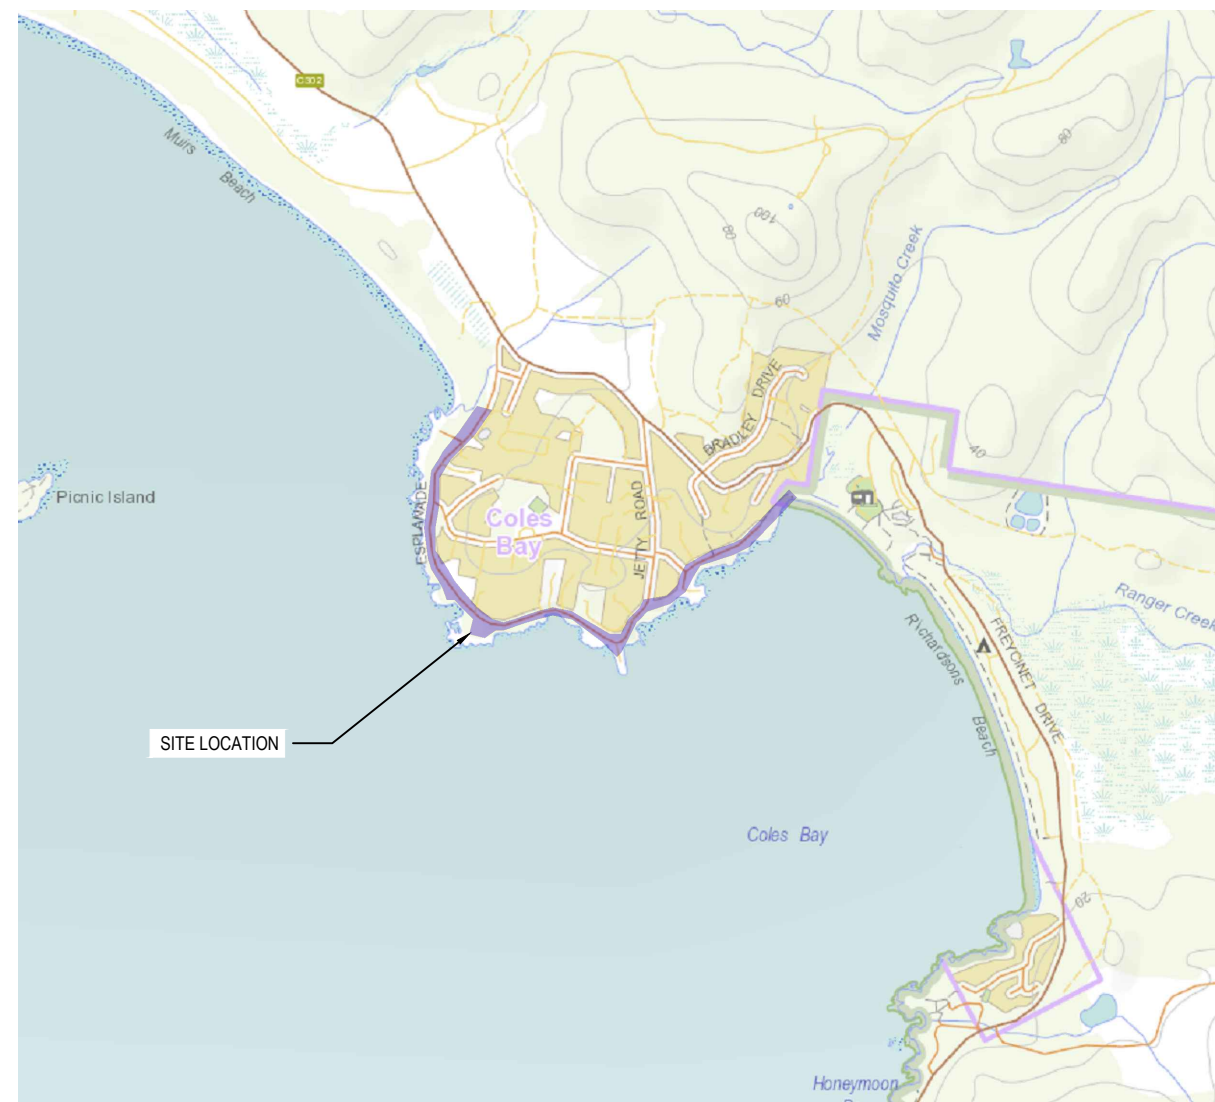 C302
Muirs
Beach
80
100
80
60
Mosquito Creek
BRADLEY DRIVE
40
Picnic Island
ESPLANADE
Coles
Bay
JETTY ROAD
Ranger Creek
Richardsons
Beach
FREYCINET DRIVE
SITE LOCATION
Coles Bay
20
Honeymoon